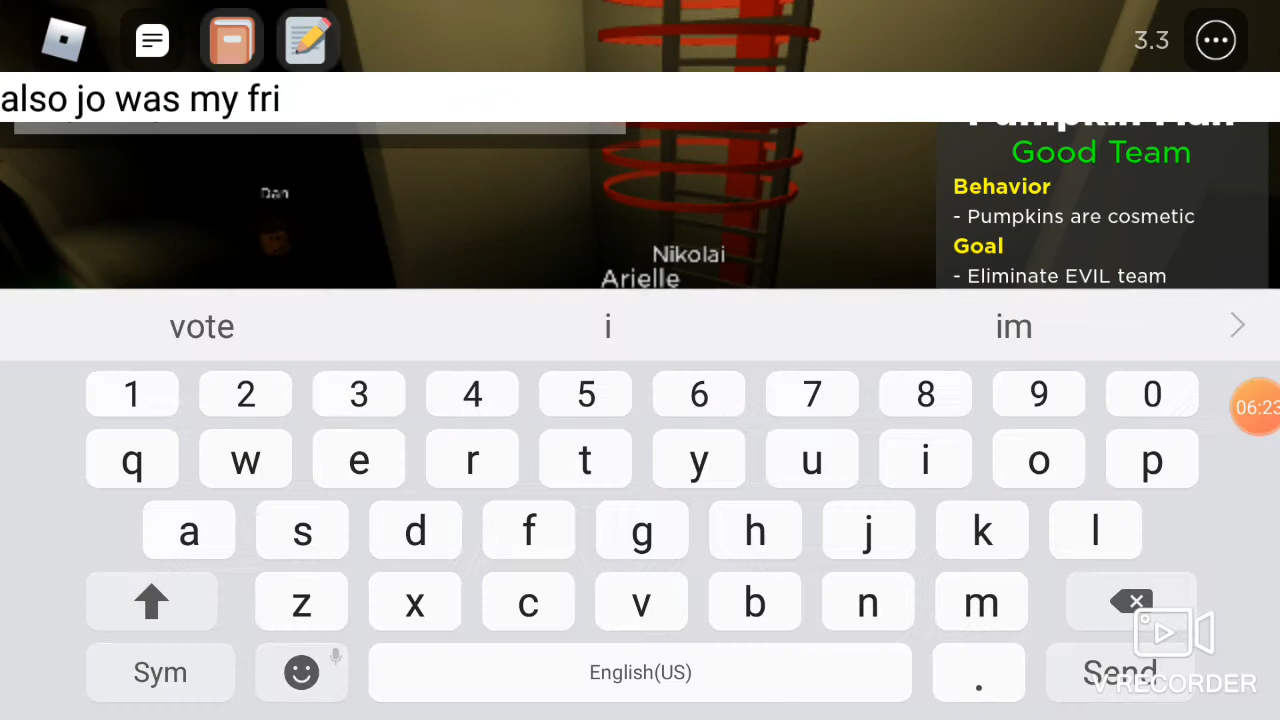 3.3
also jo was my fri
Good Team
Dan
Behavior
- Pumpkins are cosmetic
Nikolai
Goal
Arielle
- Eliminate EVIL team
vote i im
1 2 3 4 5 6 7 8 9 0
06:23
q w e r t y u i o p
a s d f g h j k l
z x c v b n m
Sym English(US) . Send
V RECORDER